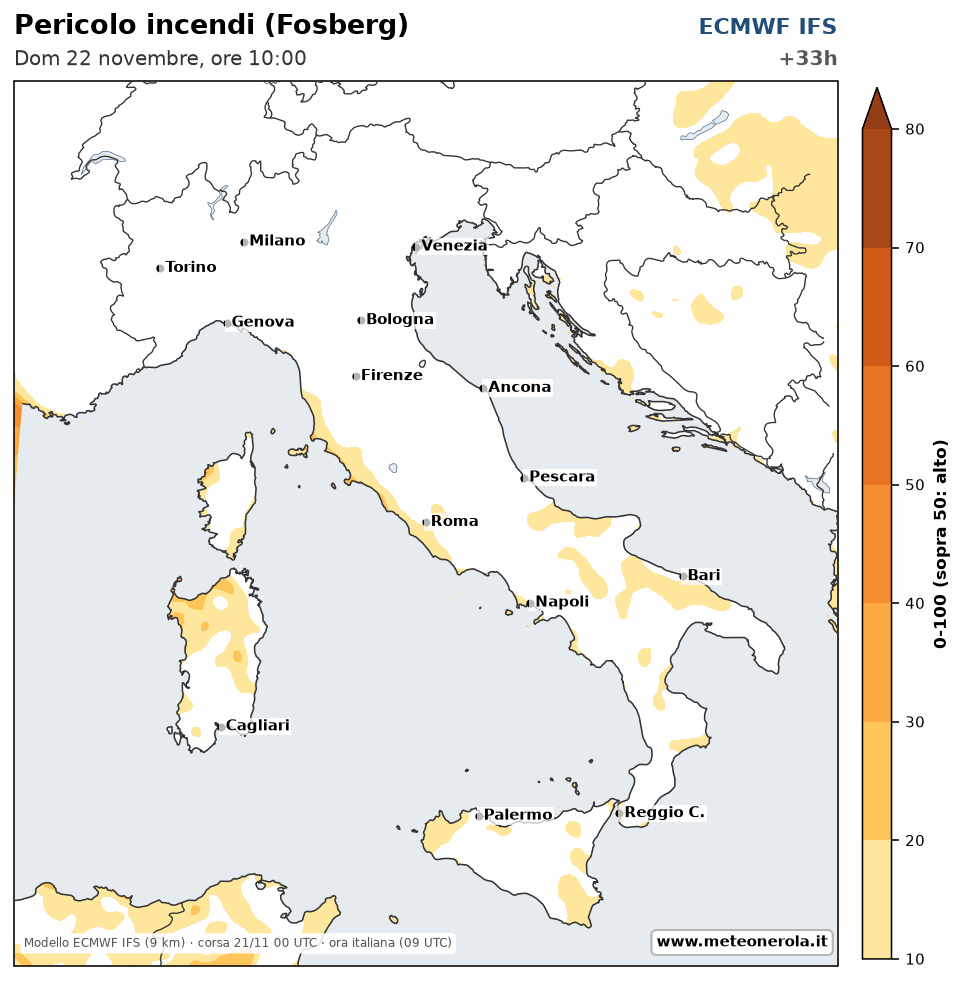 Pericolo incendi (Fosberg)
ECMWF IFS
Dom 22 novembre, ore 10:00
+33h
Milano
Venezia
Torino
Genova
Bologna
Firenze
Ancona
Pescara
Roma
Bari
Napoli
Cagliari
Palermo
Reggio C.
80
70
60
50
40
30
20
10
0-100 (sopra 50: alto)
Modello ECMWF IFS (9 km) · corsa 21/11 00 UTC · ora italiana (09 UTC)
www.meteonerola.it